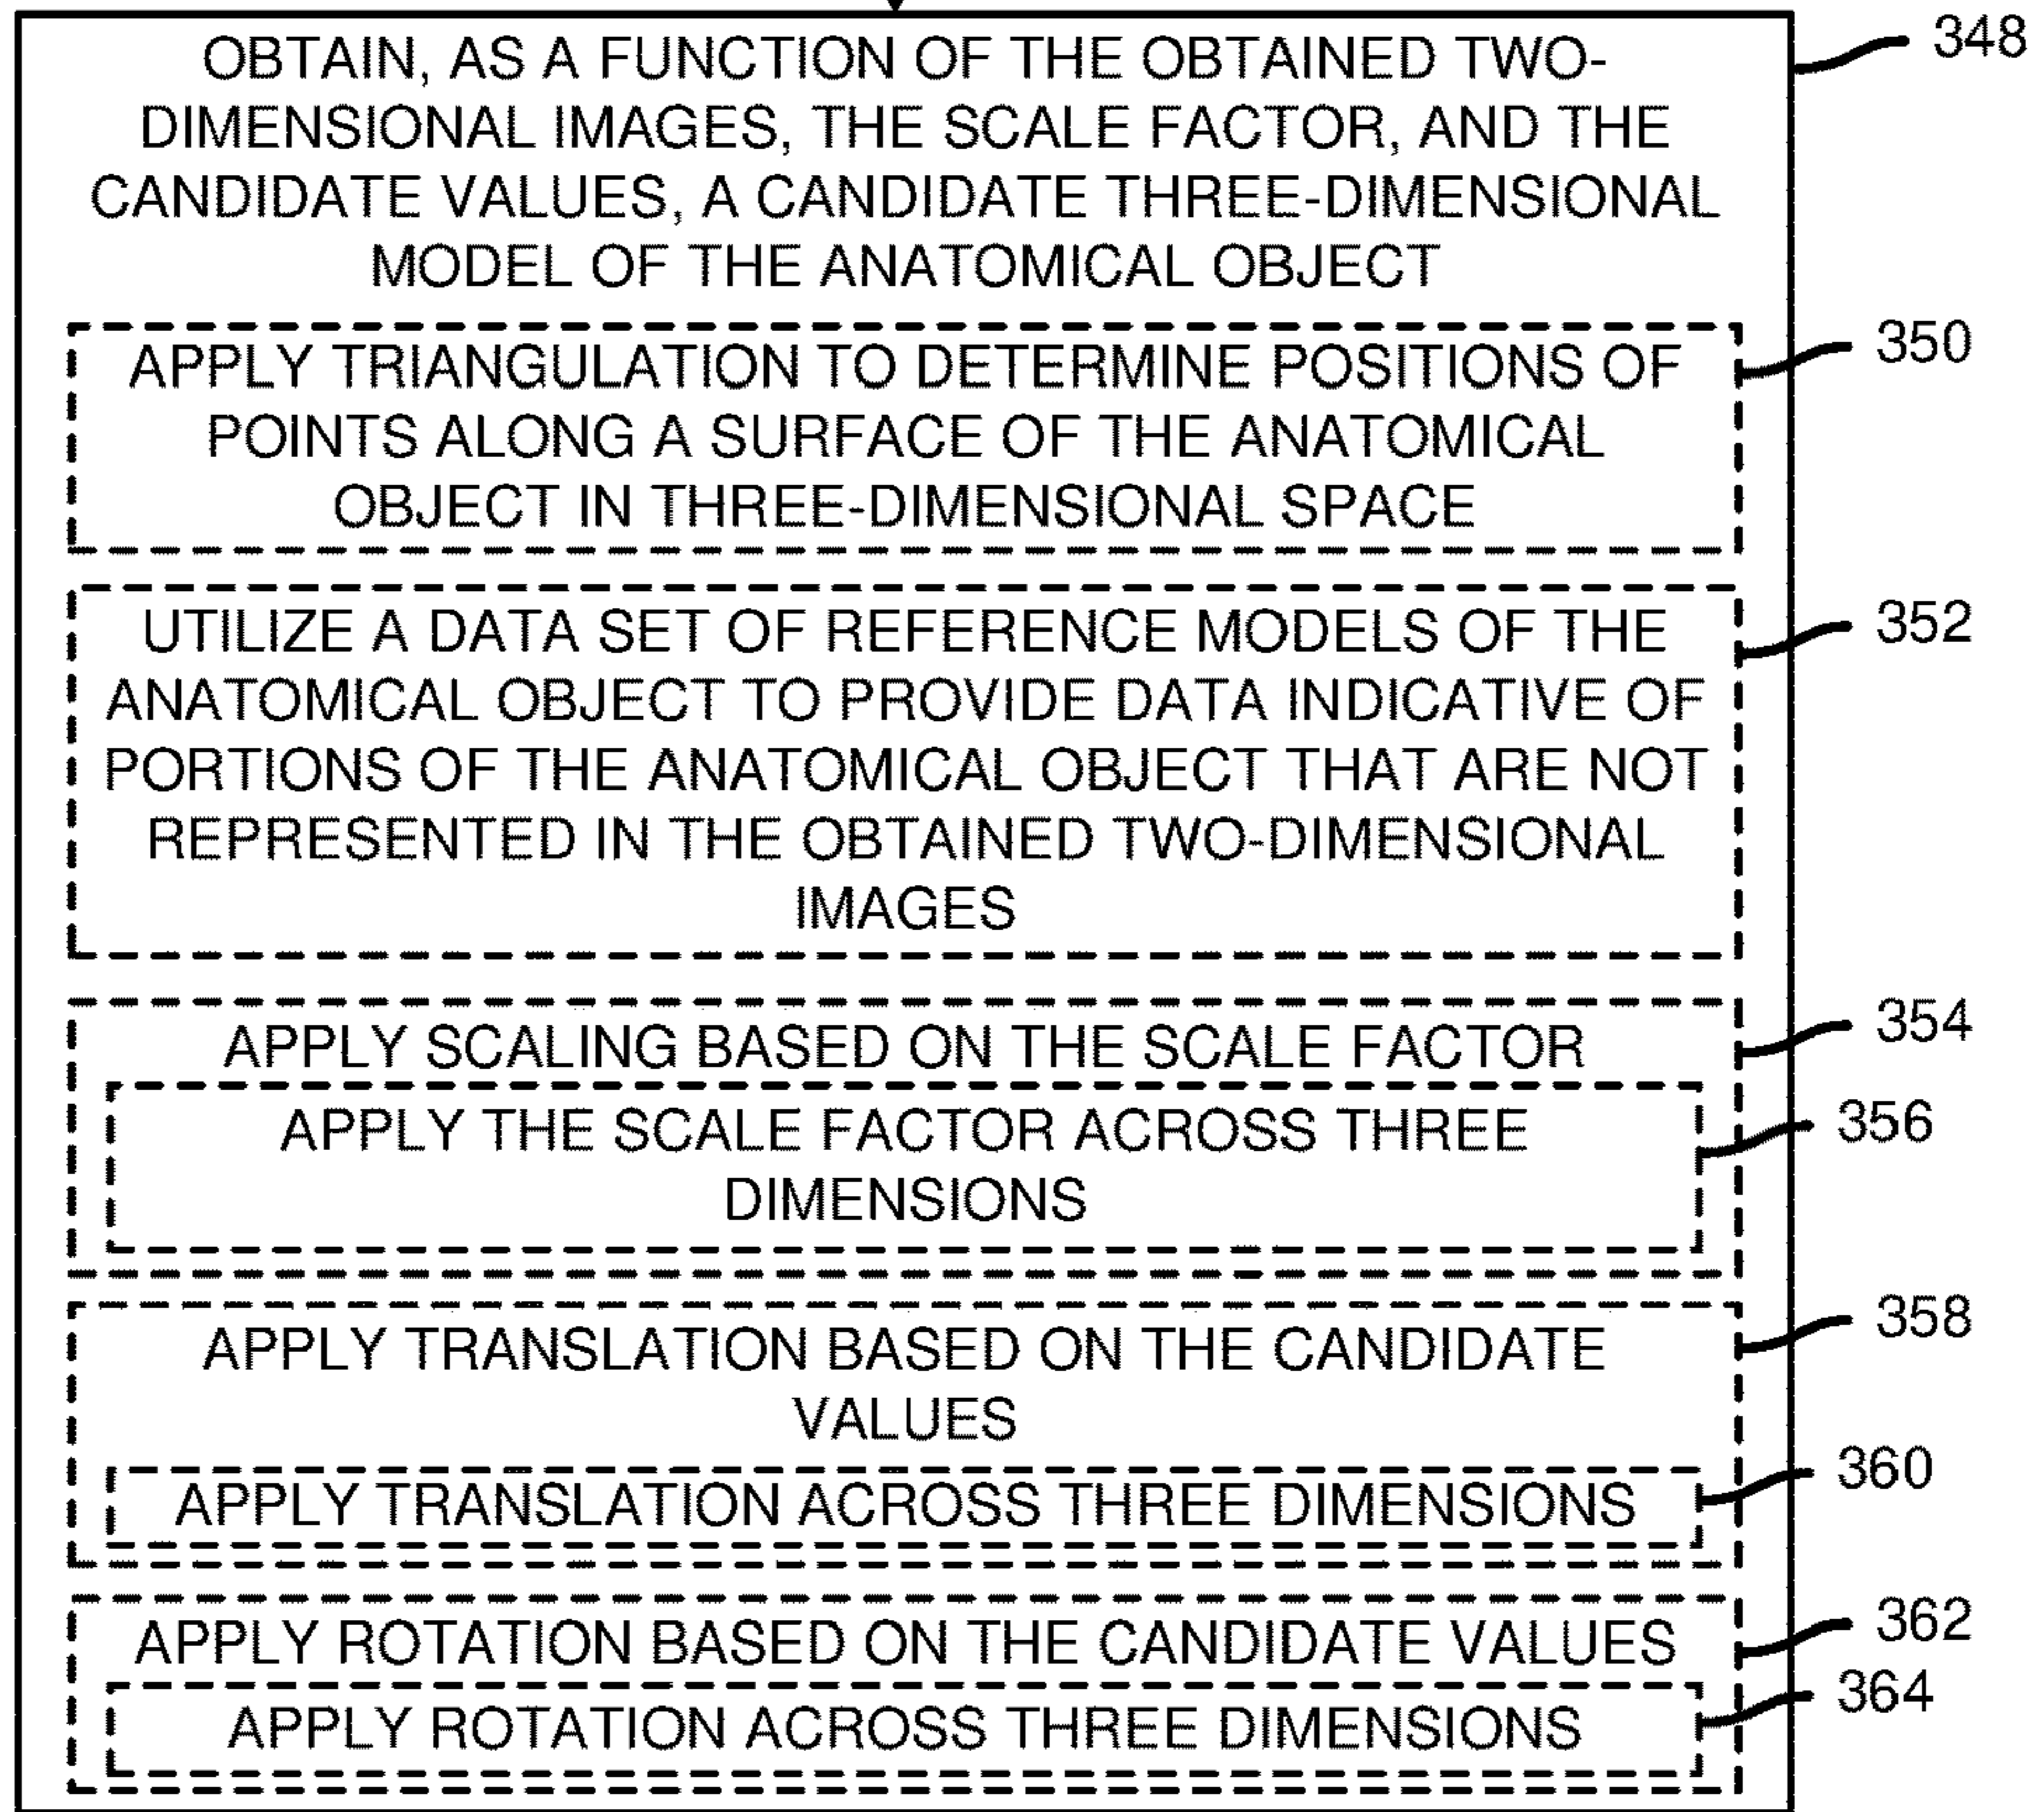 OBTAIN, AS A FUNCTION OF THE OBTAINED TWO-
DIMENSIONAL IMAGES, THE SCALE FACTOR, AND THE
CANDIDATE VALUES, A CANDIDATE THREE-DIMENSIONAL
MODEL OF THE ANATOMICAL OBJECT
348
APPLY TRIANGULATION TO DETERMINE POSITIONS OF
POINTS ALONG A SURFACE OF THE ANATOMICAL
OBJECT IN THREE-DIMENSIONAL SPACE
350
UTILIZE A DATA SET OF REFERENCE MODELS OF THE
ANATOMICAL OBJECT TO PROVIDE DATA INDICATIVE OF
PORTIONS OF THE ANATOMICAL OBJECT THAT ARE NOT
REPRESENTED IN THE OBTAINED TWO-DIMENSIONAL
IMAGES
352
APPLY SCALING BASED ON THE SCALE FACTOR
354
APPLY THE SCALE FACTOR ACROSS THREE
DIMENSIONS
356
APPLY TRANSLATION BASED ON THE CANDIDATE
VALUES
358
APPLY TRANSLATION ACROSS THREE DIMENSIONS
360
APPLY ROTATION BASED ON THE CANDIDATE VALUES
362
APPLY ROTATION ACROSS THREE DIMENSIONS
364